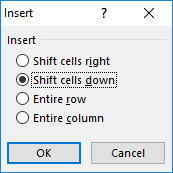 Insert
Insert
Shift cells right
Shift cells down
Entire row
Entire column
OK
Cancel